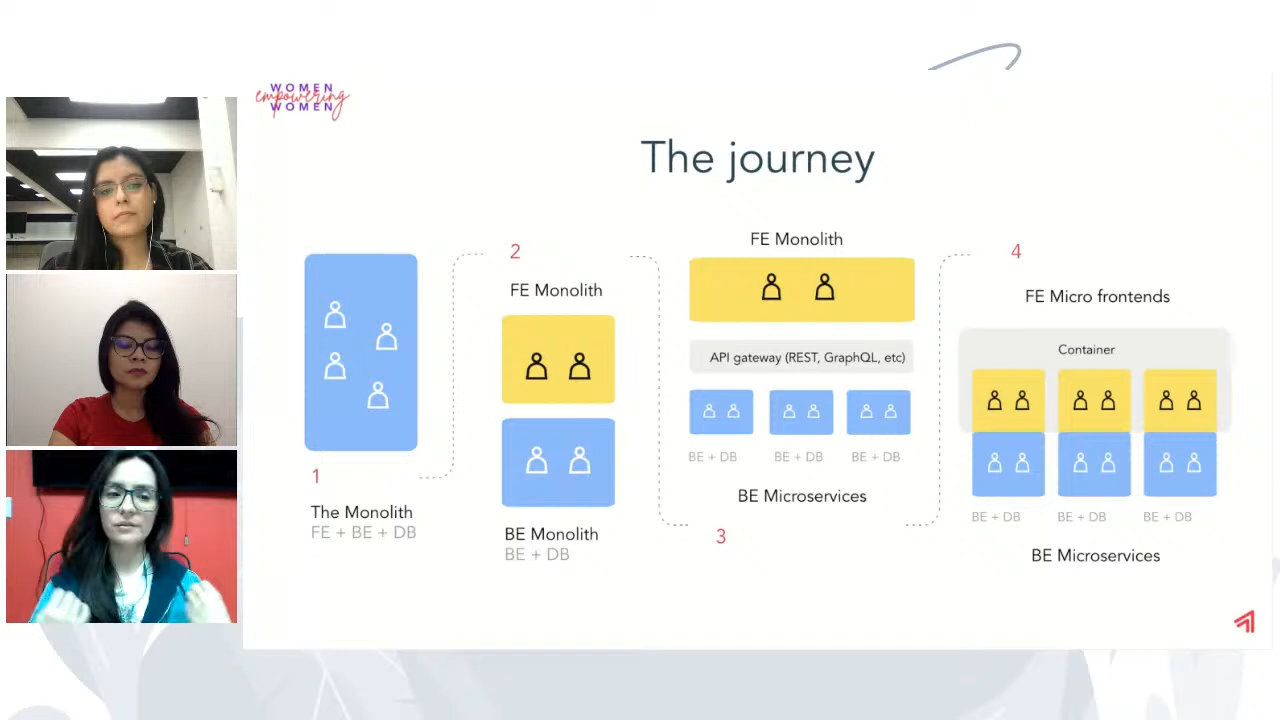 WOMEN
empowering
WOMEN
The journey
1
The Monolith
FE + BE + DB
2
FE Monolith
BE Monolith
BE + DB
FE Monolith
API gateway (REST, GraphQL, etc)
BE + DB
BE + DB
BE + DB
BE Microservices
3
4
FE Micro frontends
Container
BE + DB
BE + DB
BE + DB
BE Microservices